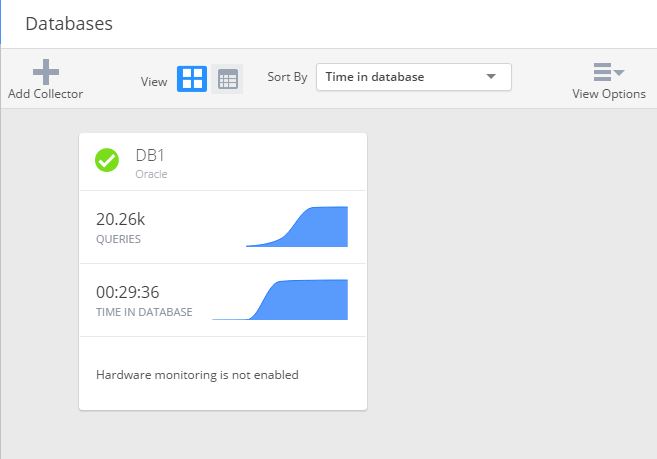 Databases
Add Collector
View
Sort By
Time in database
View Options
DB1
Oracle
20.26k
QUERIES
00:29:36
TIME IN DATABASE
Hardware monitoring is not enabled